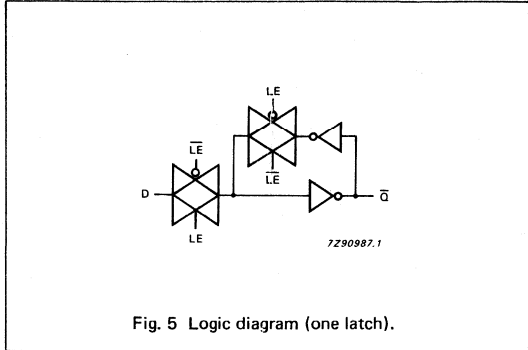 LE
L̅E̅
L̅E̅
D
Q̅
LE
7Z90987.1
Fig. 5 Logic diagram (one latch).